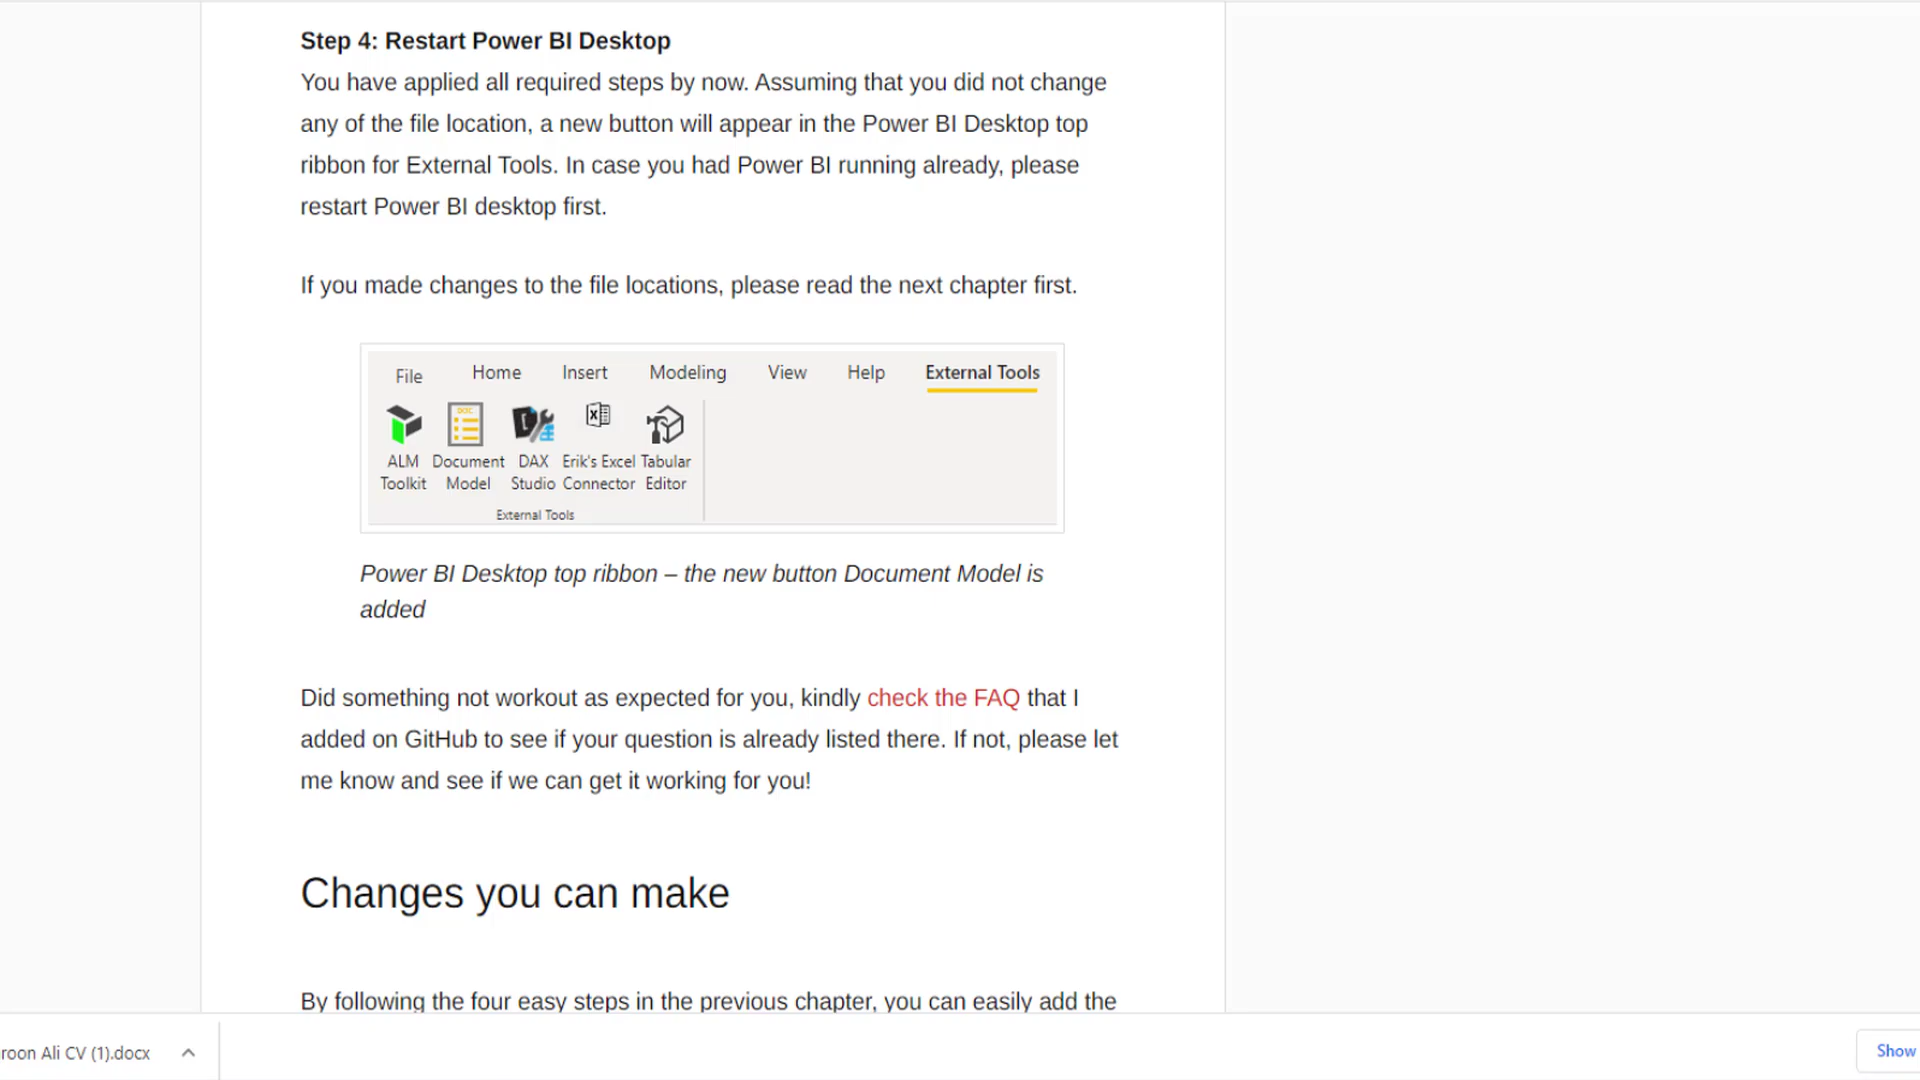 Step 4: Restart Power BI Desktop
You have applied all required steps by now. Assuming that you did not change
any of the file location, a new button will appear in the Power BI Desktop top
ribbon for External Tools. In case you had Power BI running already, please
restart Power BI desktop first.
If you made changes to the file locations, please read the next chapter first.
File Home Insert Modeling View Help External Tools
DOC.
ALM Document DAX Erik's Excel Tabular
Toolkit Model Studio Connector Editor
External Tools
Power BI Desktop top ribbon – the new button Document Model is
added
Did something not workout as expected for you, kindly check the FAQ that I
added on GitHub to see if your question is already listed there. If not, please let
me know and see if we can get it working for you!
Changes you can make
By following the four easy steps in the previous chapter, you can easily add the
roon Ali CV (1).docx
Show